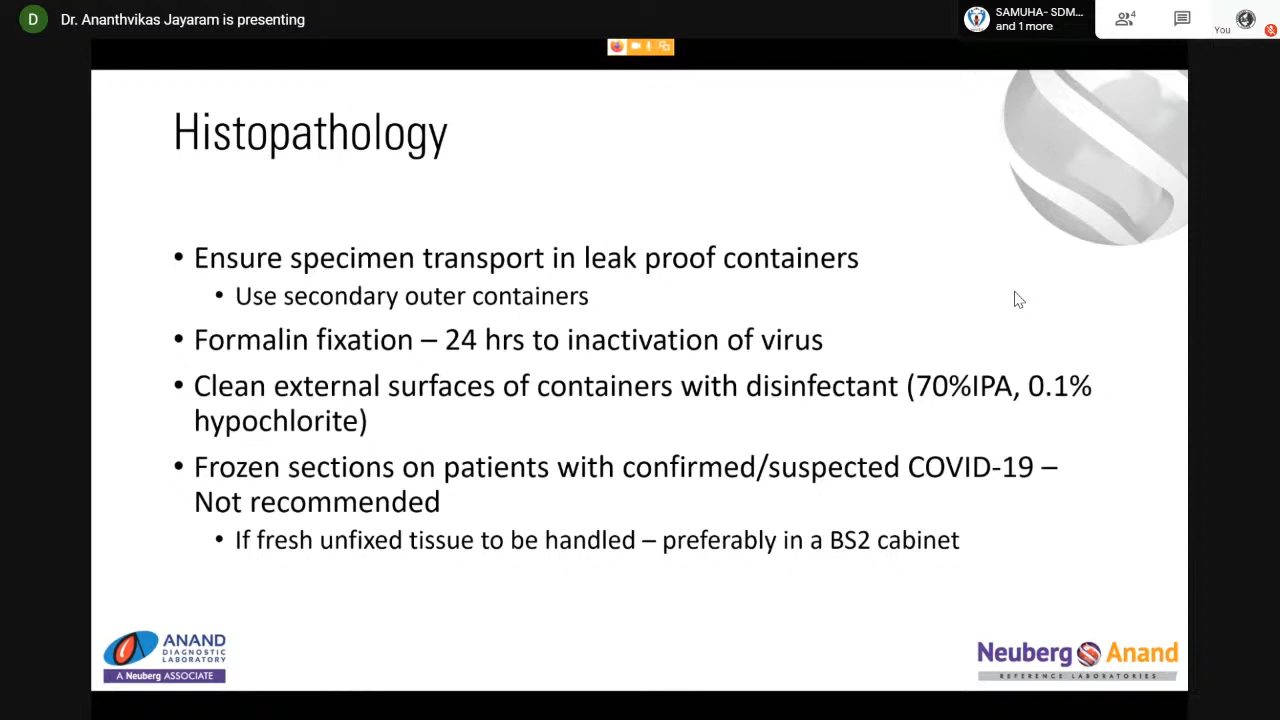 D Dr. Ananthvikas Jayaram is presenting
SAMUHA- SDM...
and 1 more
4
You
Histopathology
• Ensure specimen transport in leak proof containers
• Use secondary outer containers
• Formalin fixation – 24 hrs to inactivation of virus
• Clean external surfaces of containers with disinfectant (70%IPA, 0.1%
hypochlorite)
• Frozen sections on patients with confirmed/suspected COVID-19 –
Not recommended
• If fresh unfixed tissue to be handled – preferably in a BS2 cabinet
ANAND
DIAGNOSTIC
LABORATORY
A Neuberg ASSOCIATE
Neuberg Anand
REFERENCE LABORATORIES